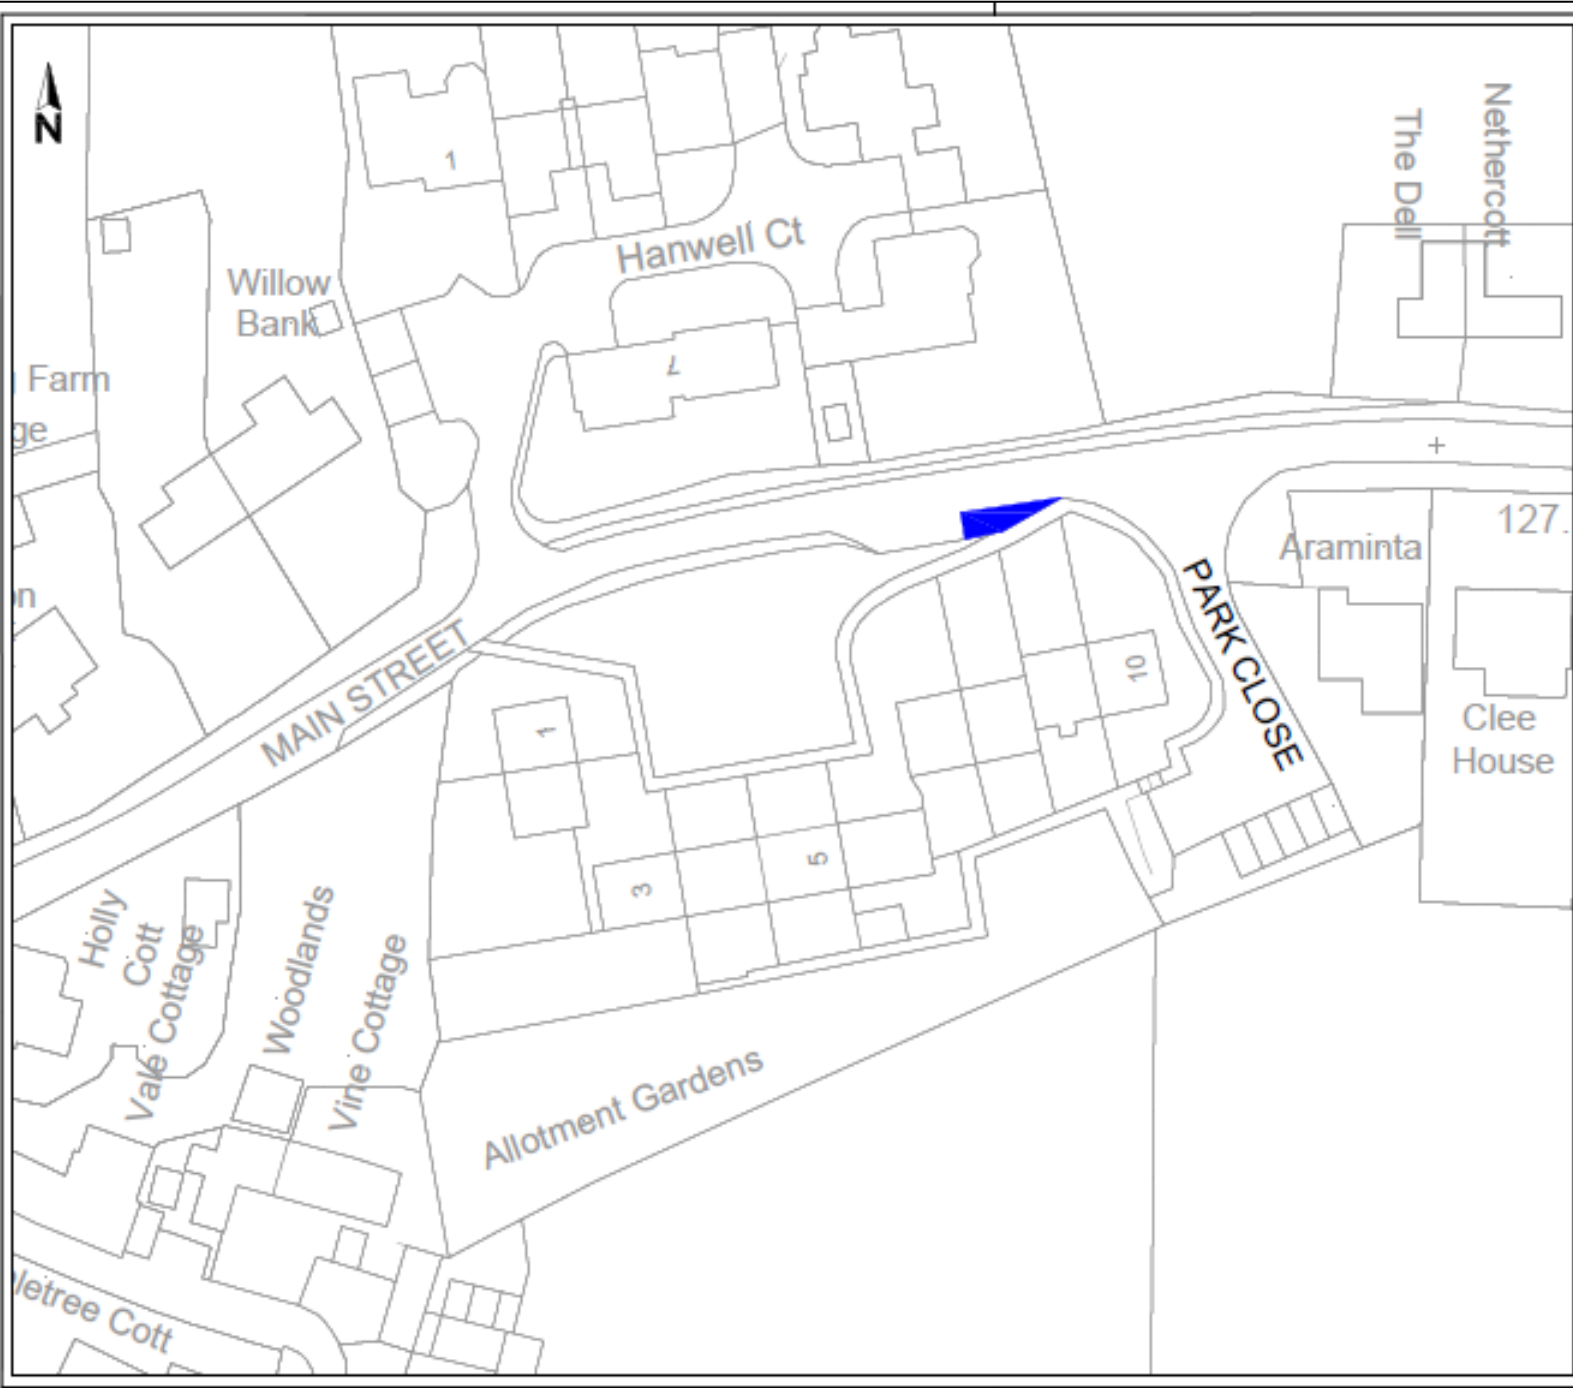 N
1
Hanwell Ct
Willow
Bank
The Dell
Nethercott
Farm
7
Araminta
127.
PARK CLOSE
MAIN STREET
10
1
Clee
House
5
3
Holly
Cott
Vale Cottage
Woodlands
Vine Cottage
Allotment Gardens
letree Cott